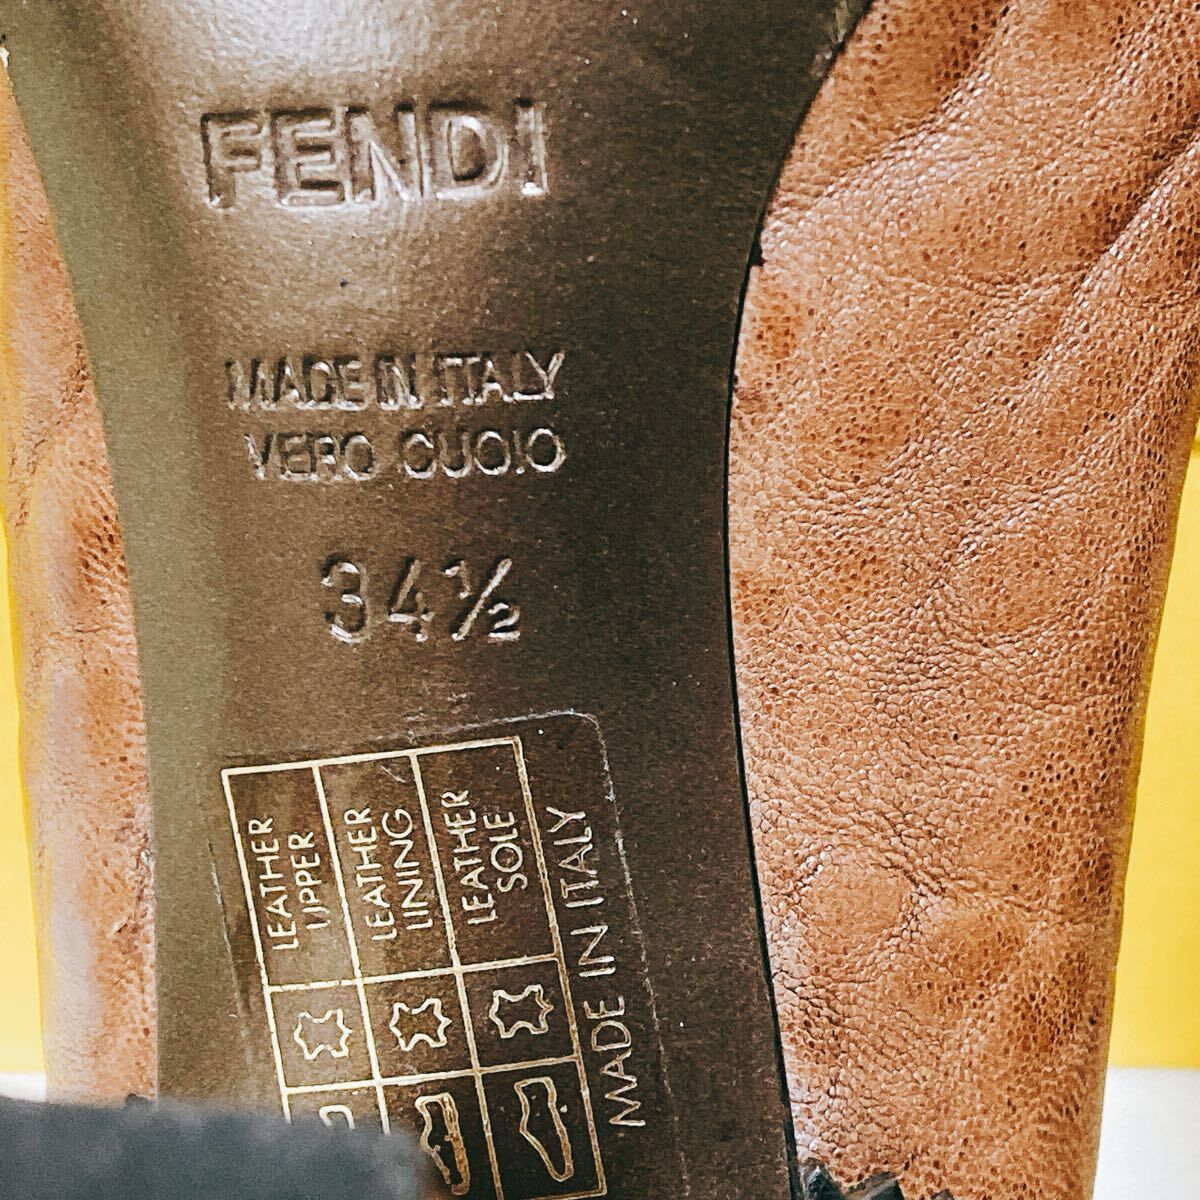 FENDI
MADE IN ITALY
VERO CUOIO
34½
LEATHER
UPPER
LEATHER
LINING
LEATHER
SOLE
MADE IN ITALY